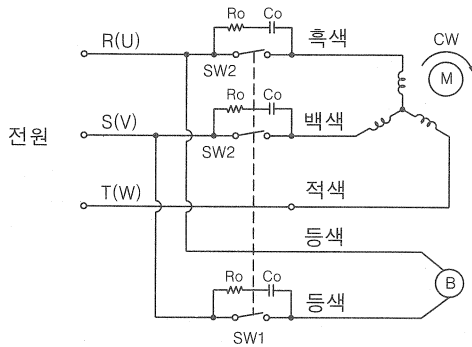 Ro Co
R(U) 흑색 CW
SW2 M
Ro Co
전원 S(V) 백색
SW2
T(W) 적색
등색
Ro Co B
등색
SW1